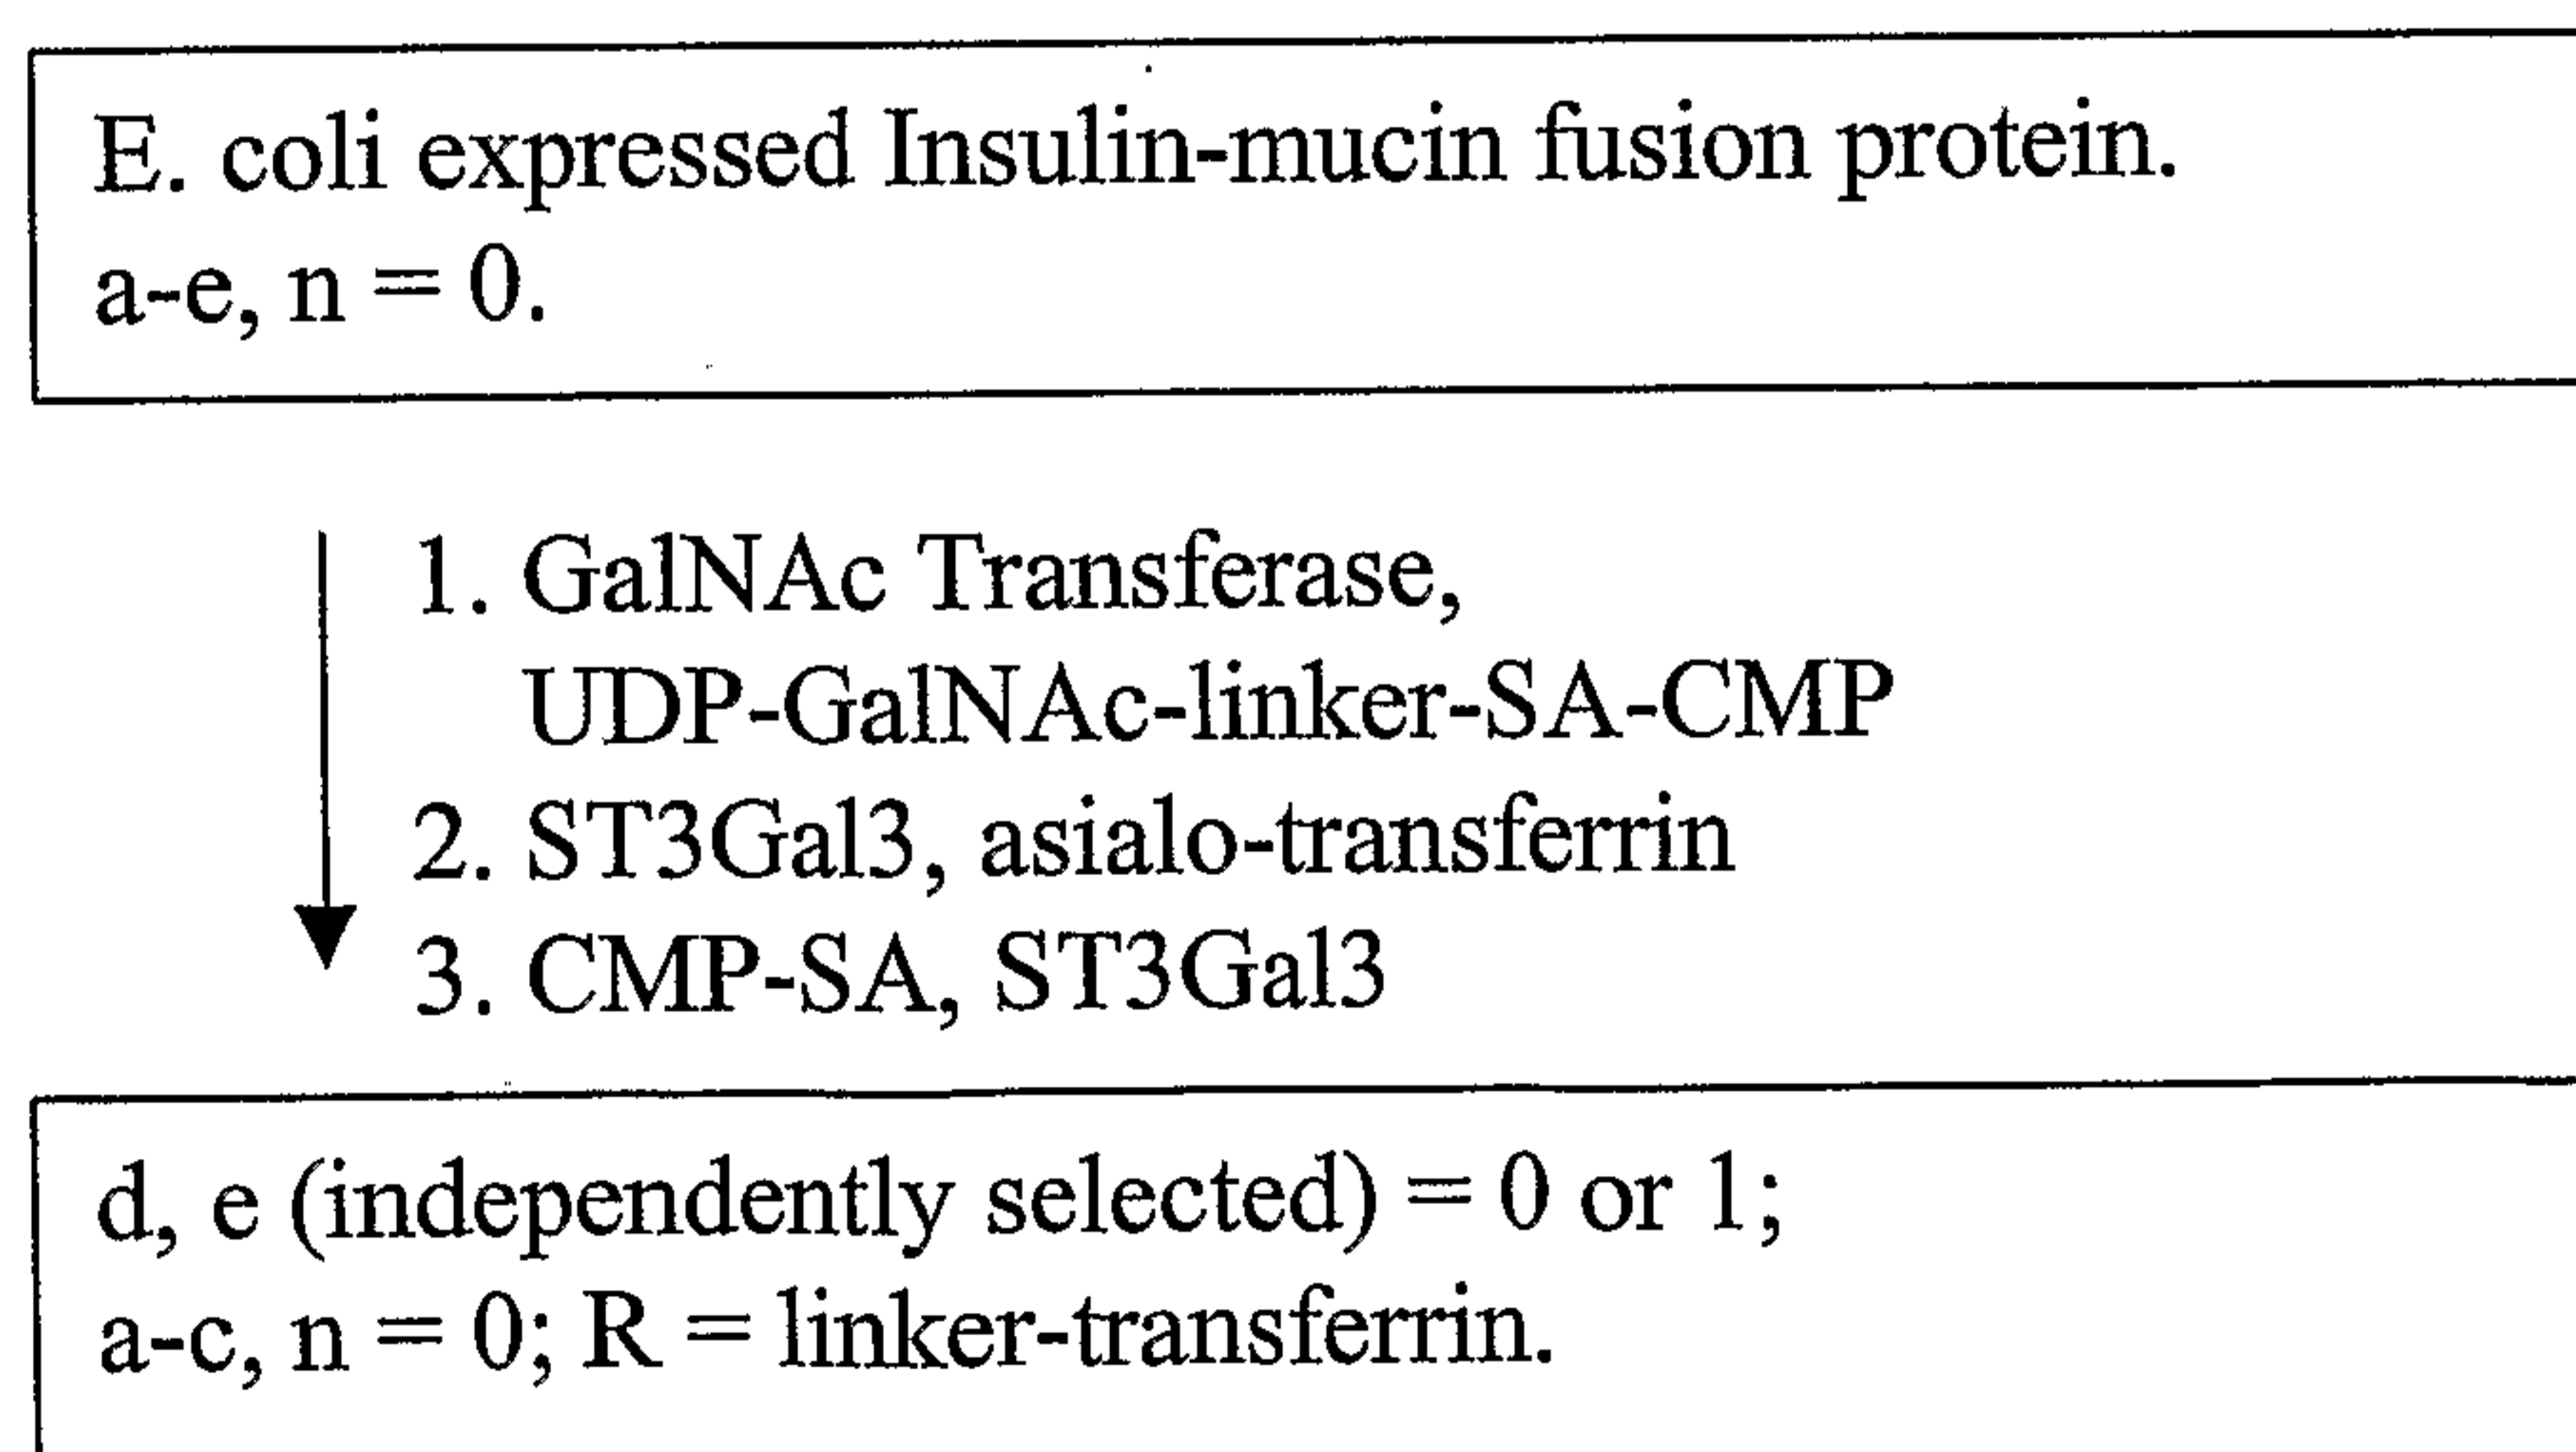 E. coli expressed Insulin-mucin fusion protein.
a-e, n = 0.
1. GalNAc Transferase,
UDP-GalNAc-linker-SA-CMP
2. ST3Gal3, asialo-transferrin
3. CMP-SA, ST3Gal3
d, e (independently selected) = 0 or 1;
a-c, n = 0; R = linker-transferrin.